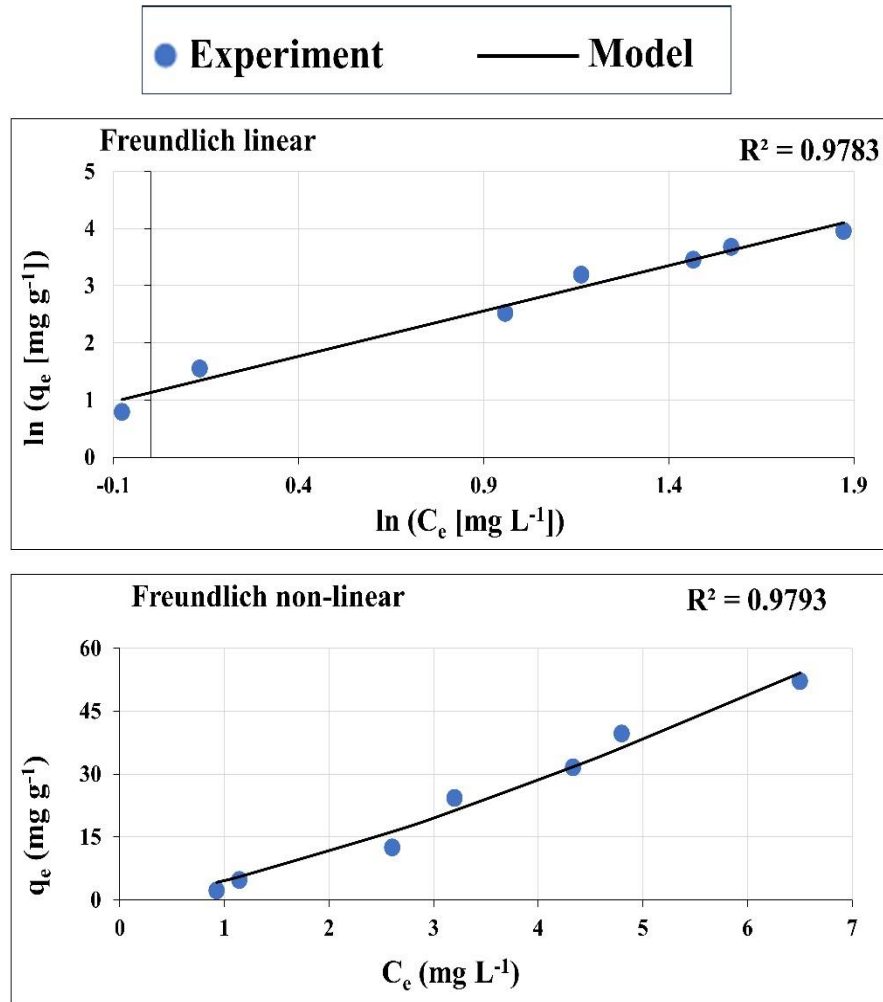 Experiment Model
Freundlich linear
R² = 0.9783
5
4
3
2
1
0
-0.1 0.4 0.9 1.4 1.9
ln (qₑ [mg g⁻¹])
ln (Cₑ [mg L⁻¹])
Freundlich non-linear
R² = 0.9793
60
45
30
15
0
0 1 2 3 4 5 6 7
qₑ (mg g⁻¹)
Cₑ (mg L⁻¹)